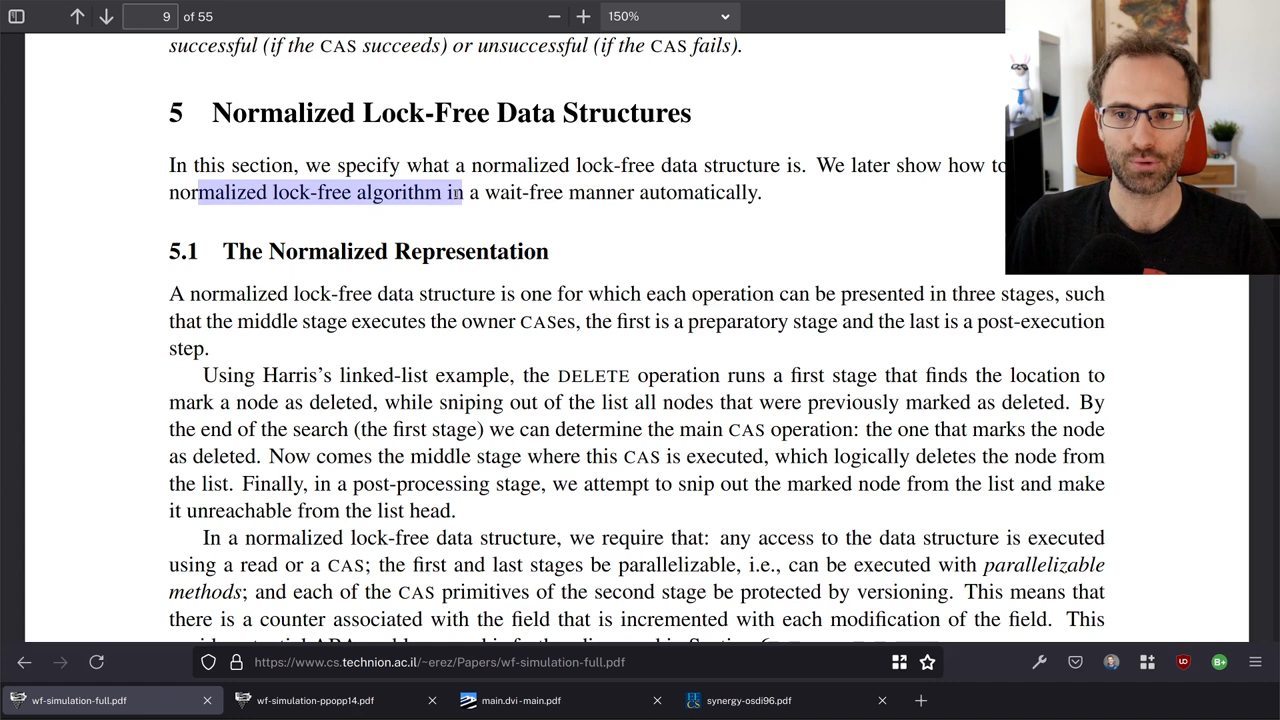 9 of 55
150%
successful (if the CAS succeeds) or unsuccessful (if the CAS fails).
5 Normalized Lock-Free Data Structures
In this section, we specify what a normalized lock-free data structure is. We later show how to
normalized lock-free algorithm in a wait-free manner automatically.
5.1 The Normalized Representation
A normalized lock-free data structure is one for which each operation can be presented in three stages, such
that the middle stage executes the owner CASes, the first is a preparatory stage and the last is a post-execution
step.
Using Harris's linked-list example, the DELETE operation runs a first stage that finds the location to
mark a node as deleted, while sniping out of the list all nodes that were previously marked as deleted. By
the end of the search (the first stage) we can determine the main CAS operation: the one that marks the node
as deleted. Now comes the middle stage where this CAS is executed, which logically deletes the node from
the list. Finally, in a post-processing stage, we attempt to snip out the marked node from the list and make
it unreachable from the list head.
In a normalized lock-free data structure, we require that: any access to the data structure is executed
using a read or a CAS; the first and last stages be parallelizable, i.e., can be executed with parallelizable
methods; and each of the CAS primitives of the second stage be protected by versioning. This means that
there is a counter associated with the field that is incremented with each modification of the field. This
https://www.cs.technion.ac.il/~erez/Papers/wf-simulation-full.pdf
wf-simulation-full.pdf
wf-simulation-ppopp14.pdf
main.dvi - main.pdf
synergy-osdi96.pdf